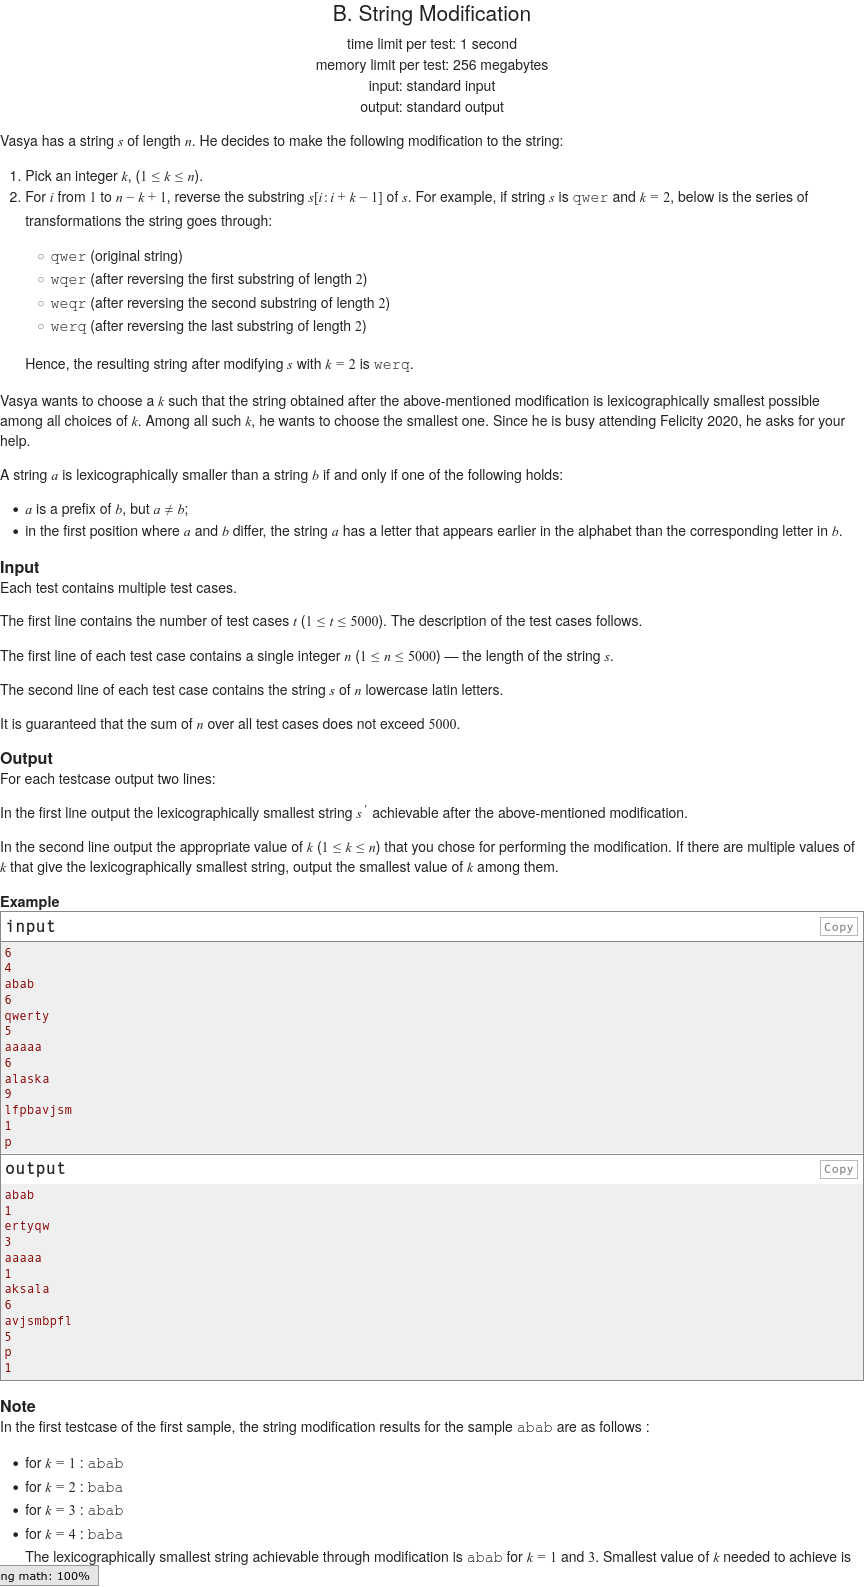 B. String Modification
time limit per test: 1 second
memory limit per test: 256 megabytes
input: standard input
output: standard output
Vasya has a string s of length n. He decides to make the following modification to the string:
1. Pick an integer k, (1 ≤ k ≤ n).
2. For i from 1 to n − k + 1, reverse the substring s[i : i + k − 1] of s. For example, if string s is qwer and k = 2, below is the series of
transformations the string goes through:
○ qwer (original string)
○ wqer (after reversing the first substring of length 2)
○ weqr (after reversing the second substring of length 2)
○ werq (after reversing the last substring of length 2)
Hence, the resulting string after modifying s with k = 2 is werq.
Vasya wants to choose a k such that the string obtained after the above-mentioned modification is lexicographically smallest possible
among all choices of k. Among all such k, he wants to choose the smallest one. Since he is busy attending Felicity 2020, he asks for your
help.
A string a is lexicographically smaller than a string b if and only if one of the following holds:
• a is a prefix of b, but a ≠ b;
• in the first position where a and b differ, the string a has a letter that appears earlier in the alphabet than the corresponding letter in b.
Input
Each test contains multiple test cases.
The first line contains the number of test cases t (1 ≤ t ≤ 5000). The description of the test cases follows.
The first line of each test case contains a single integer n (1 ≤ n ≤ 5000) — the length of the string s.
The second line of each test case contains the string s of n lowercase latin letters.
It is guaranteed that the sum of n over all test cases does not exceed 5000.
Output
For each testcase output two lines:
In the first line output the lexicographically smallest string s′ achievable after the above-mentioned modification.
In the second line output the appropriate value of k (1 ≤ k ≤ n) that you chose for performing the modification. If there are multiple values of
k that give the lexicographically smallest string, output the smallest value of k among them.
Example
input Copy
6
4
abab
6
qwerty
5
aaaaa
6
alaska
9
lfpbavjsm
1
p
output Copy
abab
1
ertyqw
3
aaaaa
1
aksala
6
avjsmbpfl
5
p
1
Note
In the first testcase of the first sample, the string modification results for the sample abab are as follows :
• for k = 1 : abab
• for k = 2 : baba
• for k = 3 : abab
• for k = 4 : baba
The lexicographically smallest string achievable through modification is abab for k = 1 and 3. Smallest value of k needed to achieve is
ng math: 100%